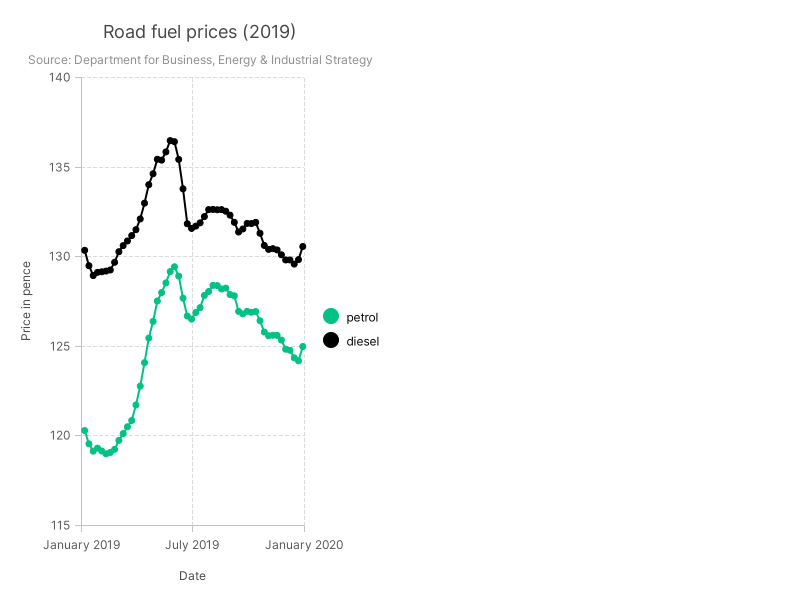 Road fuel prices (2019)
Source: Department for Business, Energy & Industrial Strategy
140
135
130
125
120
115
Price in pence
January 2019
July 2019
January 2020
Date
petrol
diesel